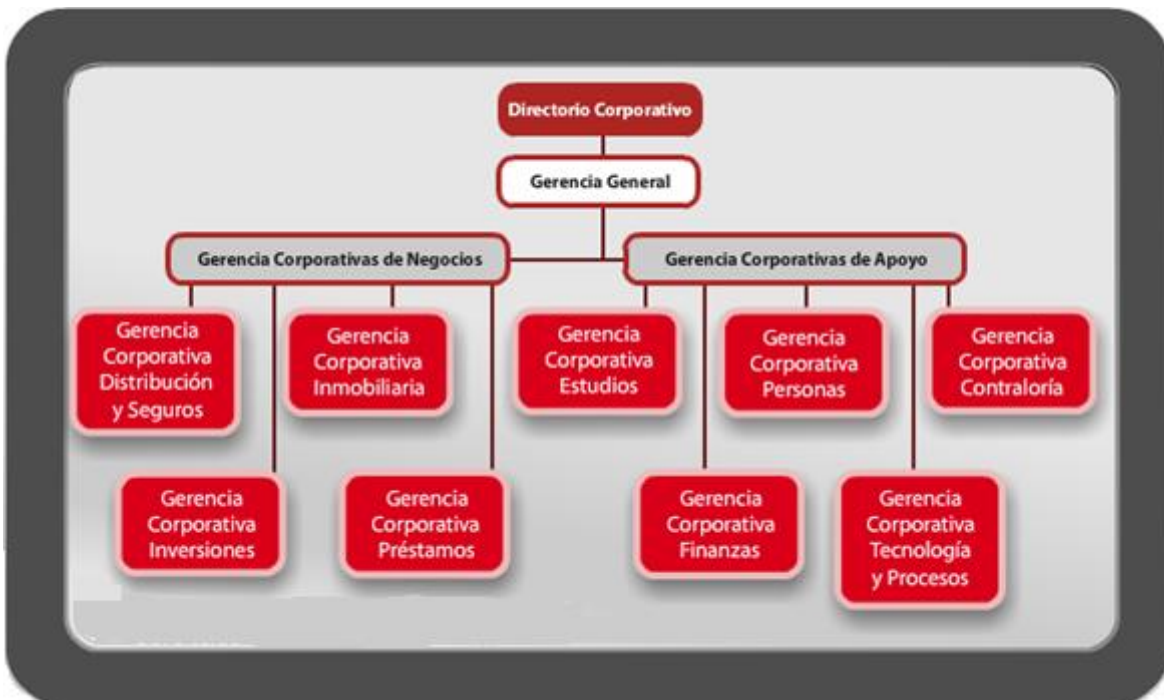 Directorio Corporativo
Gerencia General
Gerencia Corporativas de Negocios
Gerencia Corporativas de Apoyo
Gerencia
Corporativa
Distribución
y Seguros
Gerencia
Corporativa
Inmobiliaria
Gerencia
Corporativa
Estudios
Gerencia
Corporativa
Personas
Gerencia
Corporativa
Contraloría
Gerencia
Corporativa
Inversiones
Gerencia
Corporativa
Préstamos
Gerencia
Corporativa
Finanzas
Gerencia
Corporativa
Tecnología
y Procesos